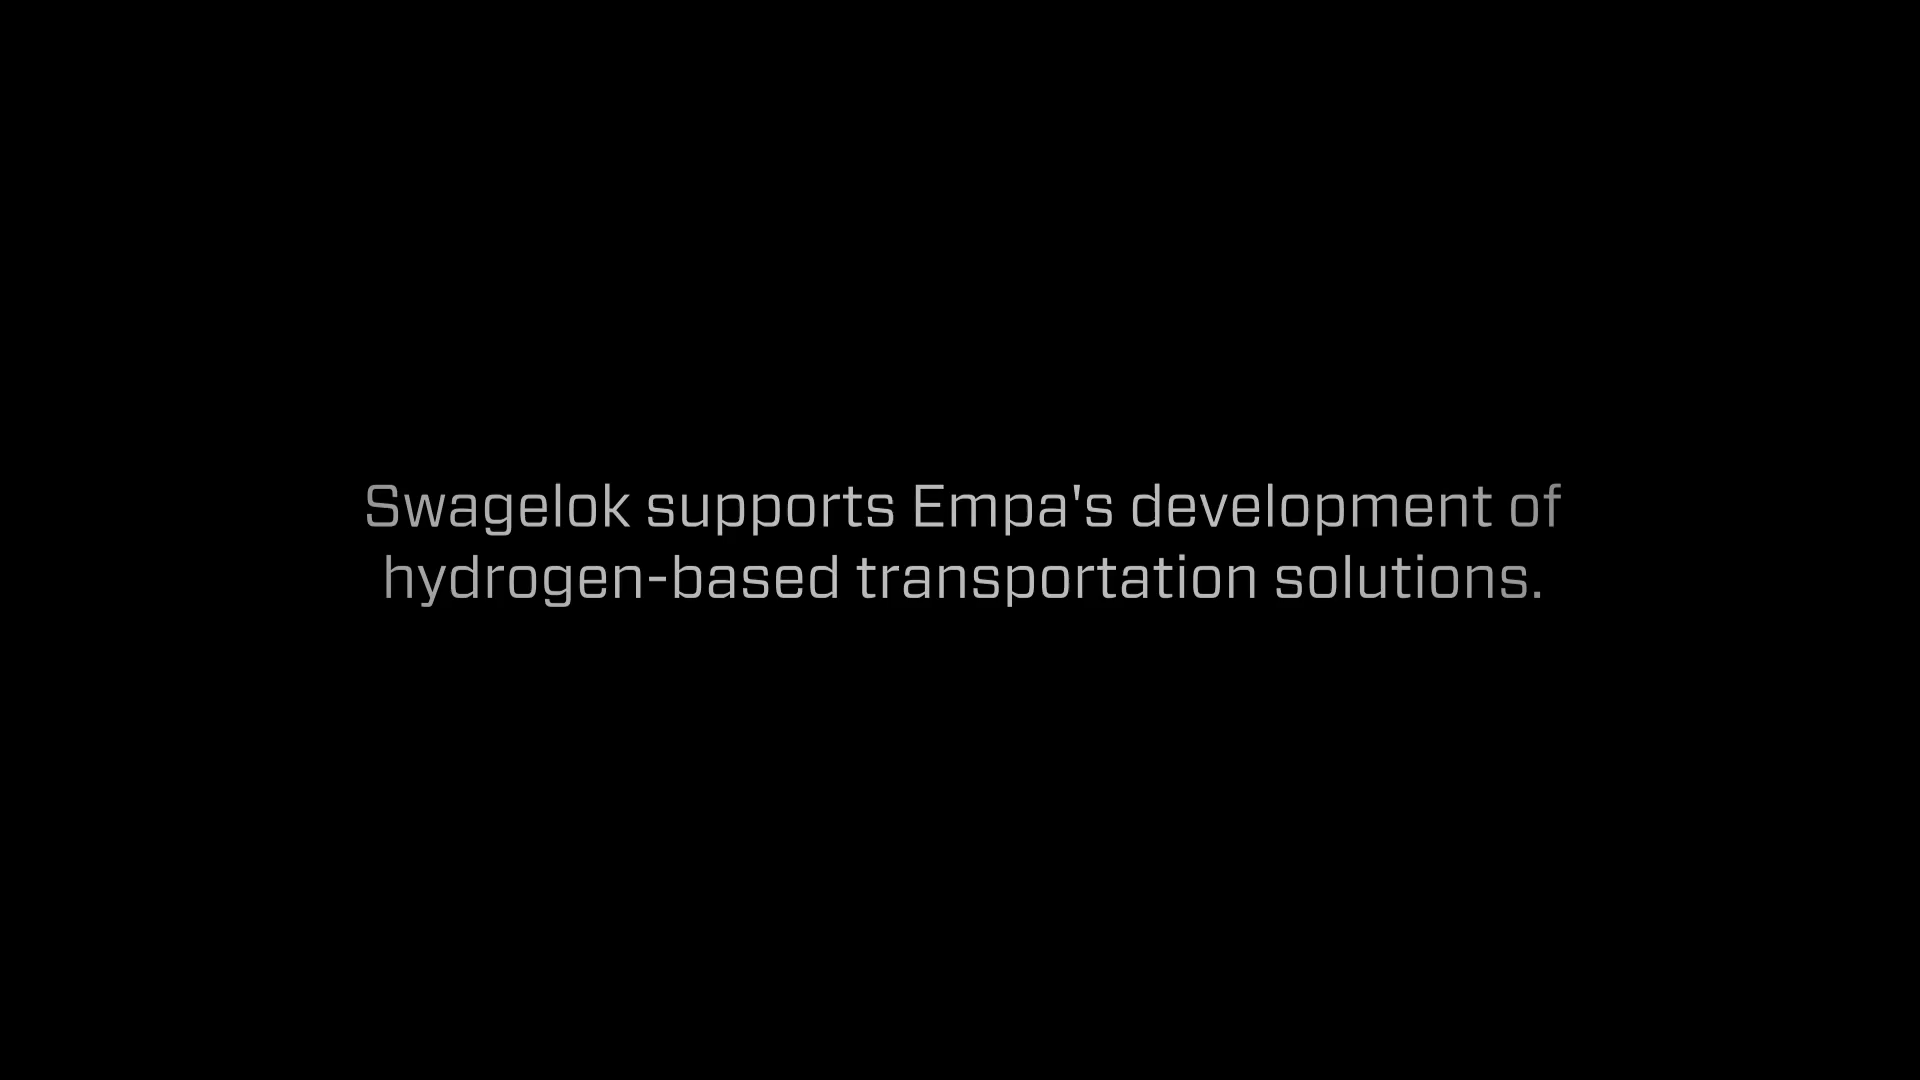 Swagelok supports Empa's development of
hydrogen-based transportation solutions.